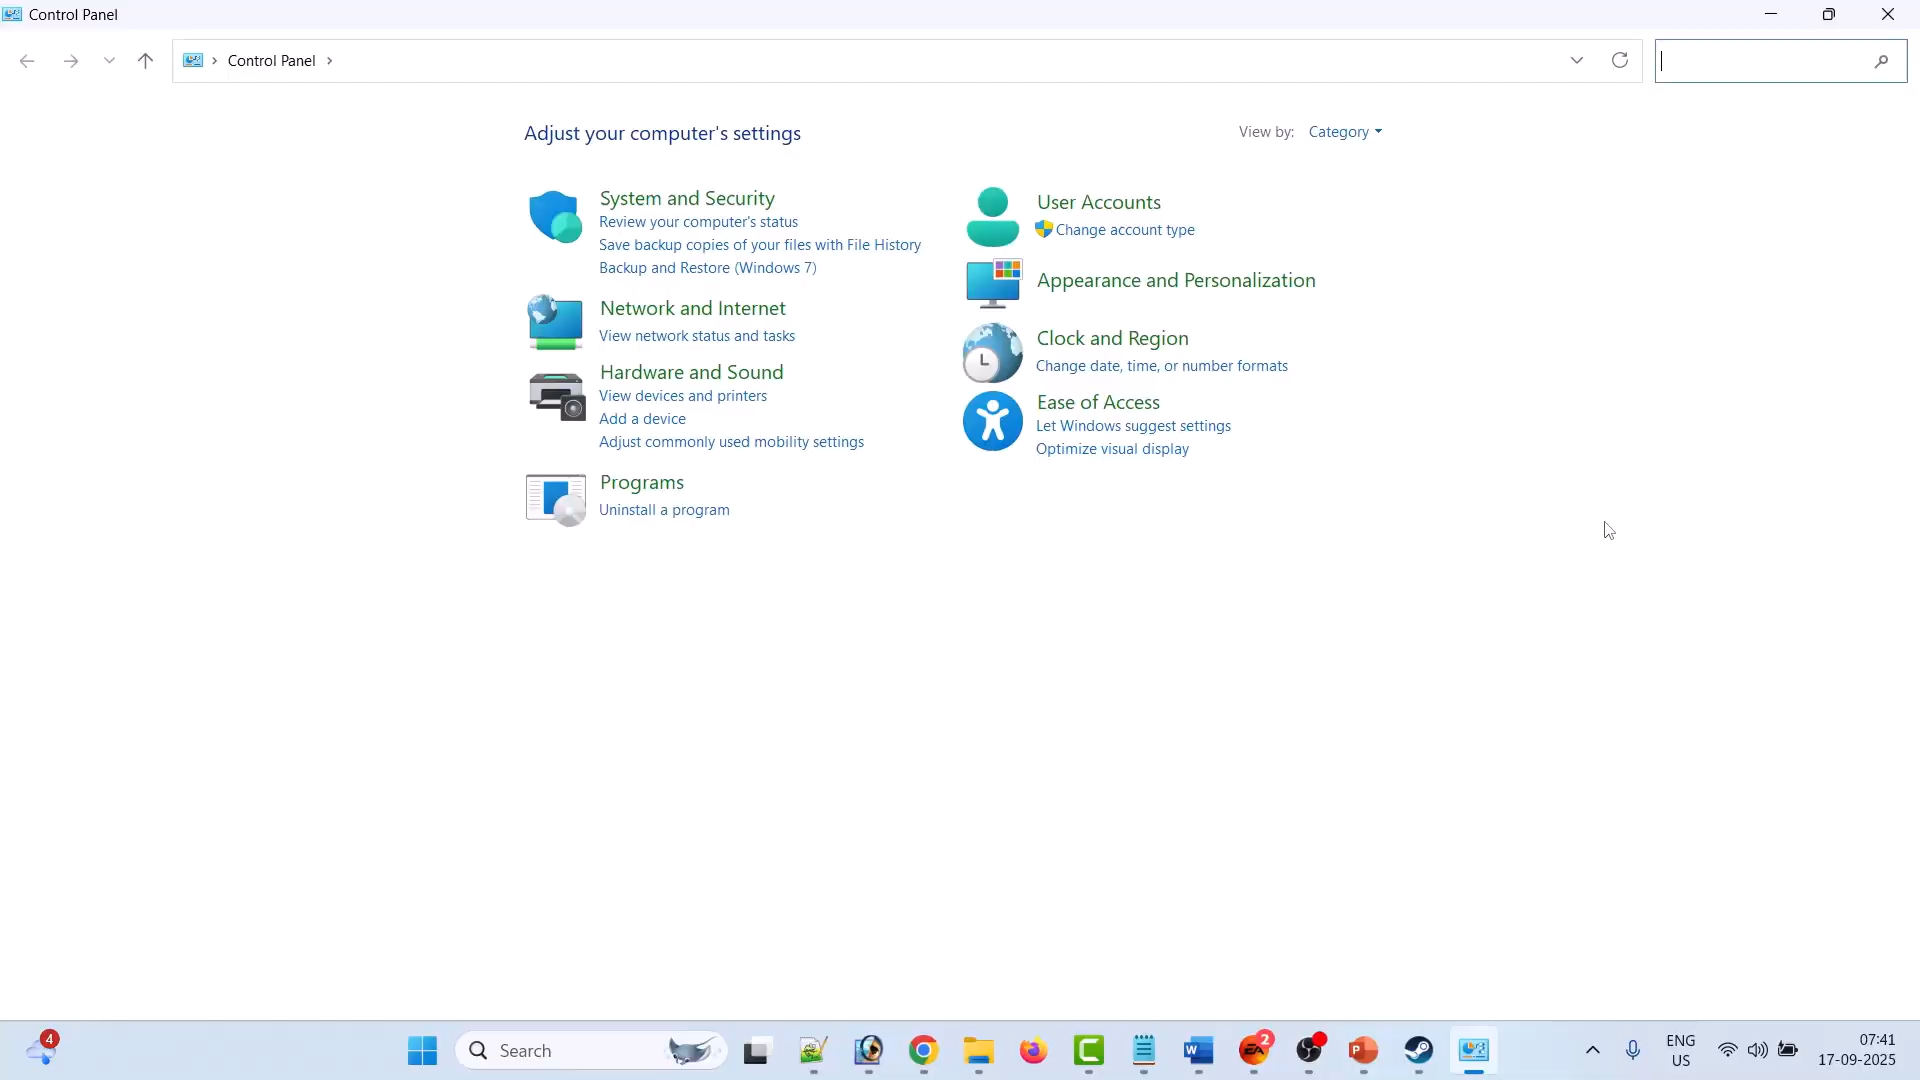 Control Panel
Control Panel
Adjust your computer's settings
View by: Category
System and Security
Review your computer's status
Save backup copies of your files with File History
Backup and Restore (Windows 7)
Network and Internet
View network status and tasks
Hardware and Sound
View devices and printers
Add a device
Adjust commonly used mobility settings
Programs
Uninstall a program
User Accounts
Change account type
Appearance and Personalization
Clock and Region
Change date, time, or number formats
Ease of Access
Let Windows suggest settings
Optimize visual display
4
Search
W
EA
2
P
ENG
US
07:41
17-09-2025